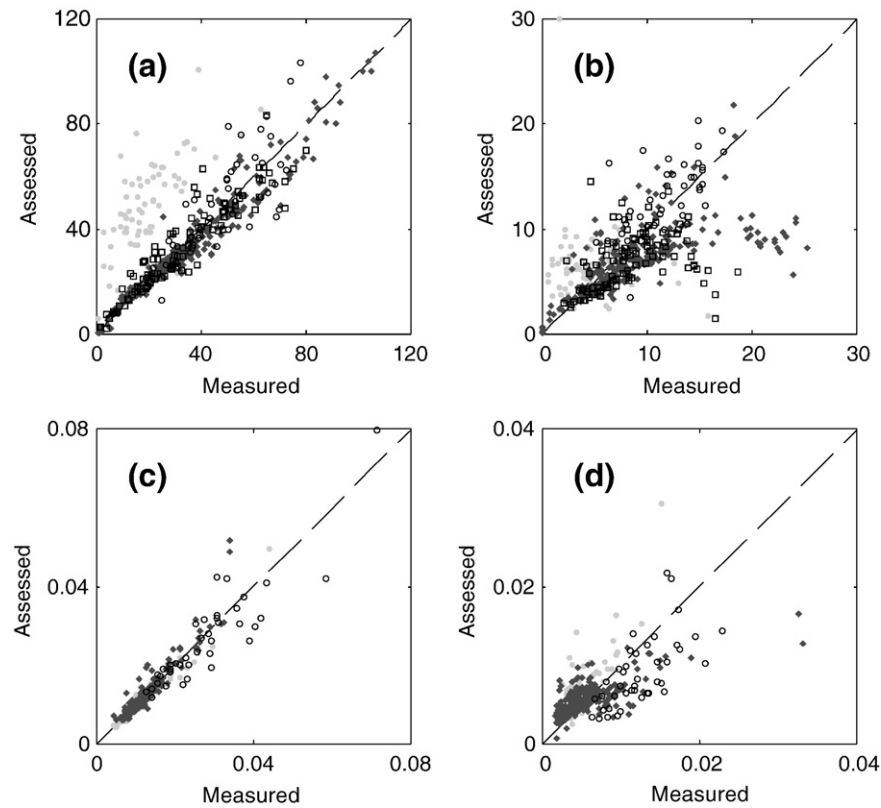 (a)
120
80
40
0
Assessed
0 40 80 120
Measured
(b)
30
20
10
0
Assessed
0 10 20 30
Measured
(c)
0.08
0.04
0
Assessed
0 0.04 0.08
Measured
(d)
0.04
0.02
0
Assessed
0 0.02 0.04
Measured